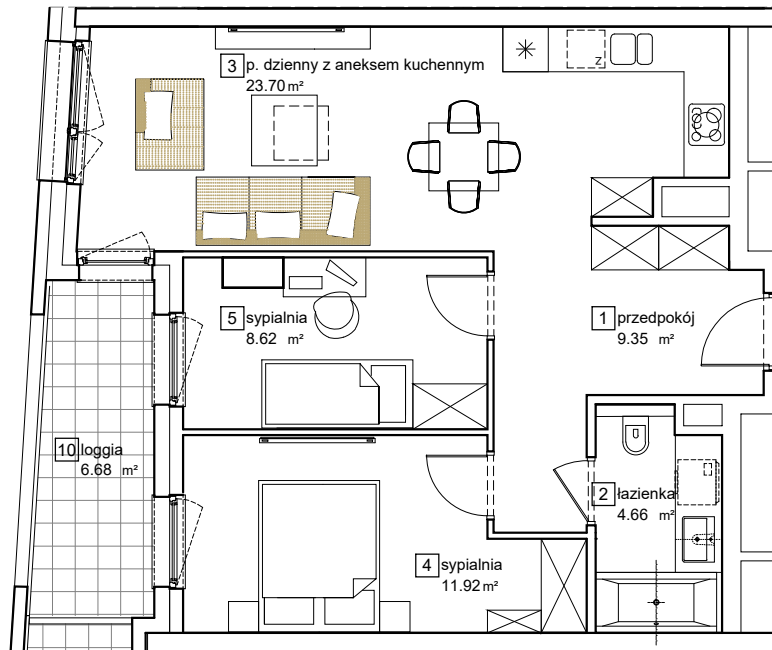 3 p. dzienny z aneksem kuchennym
23.70 m²
z
5 sypialnia
8.62 m²
1 przedpokój
9.35 m²
10 loggia
6.68 m²
2 łazienka
4.66 m²
4 sypialnia
11.92 m²